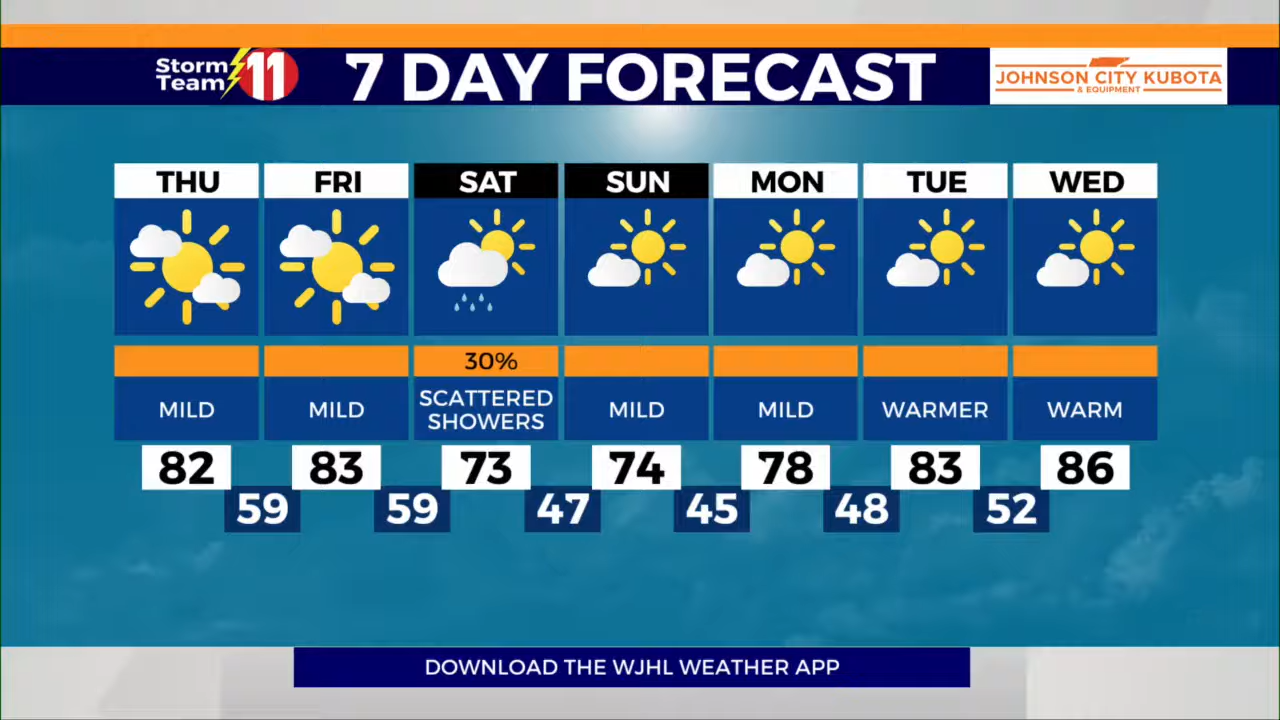 Storm
Team
11
7 DAY FORECAST
JOHNSON CITY KUBOTA
& EQUIPMENT
THU FRI SAT SUN MON TUE WED
30%
MILD MILD SCATTERED SHOWERS MILD MILD WARMER WARM
82 83 73 74 78 83 86
59 59 47 45 48 52
DOWNLOAD THE WJHL WEATHER APP